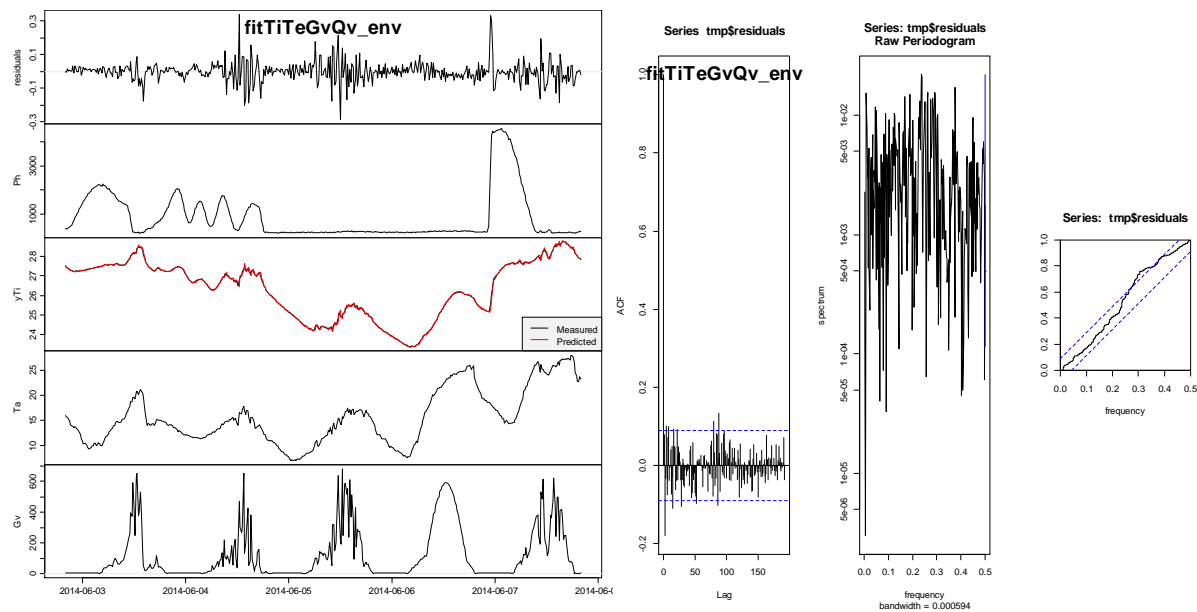 fitTiTeGvQv_env
residuals
-0.3
-0.1
0.1
0.3
Ph
1000
3000
yTi
24
25
26
27
28
Measured
Predicted
Ta
10
15
20
25
Gv
0
200
400
600
2014-06-03
2014-06-04
2014-06-05
2014-06-06
2014-06-07
2014-06-0
Series tmp$residuals
fitTiTeGvQv_env
ACF
-0.2
0.0
0.2
0.4
0.6
0.8
1.0
0
50
100
150
Lag
Series: tmp$residuals
Raw Periodogram
spectrum
5e-06
1e-05
5e-05
1e-04
5e-04
1e-03
5e-03
1e-02
0.0 0.1 0.2 0.3 0.4 0.5
frequency
bandwidth = 0.000594
Series: tmp$residuals
0.0
0.2
0.4
0.6
0.8
1.0
0.0 0.1 0.2 0.3 0.4 0.5
frequency